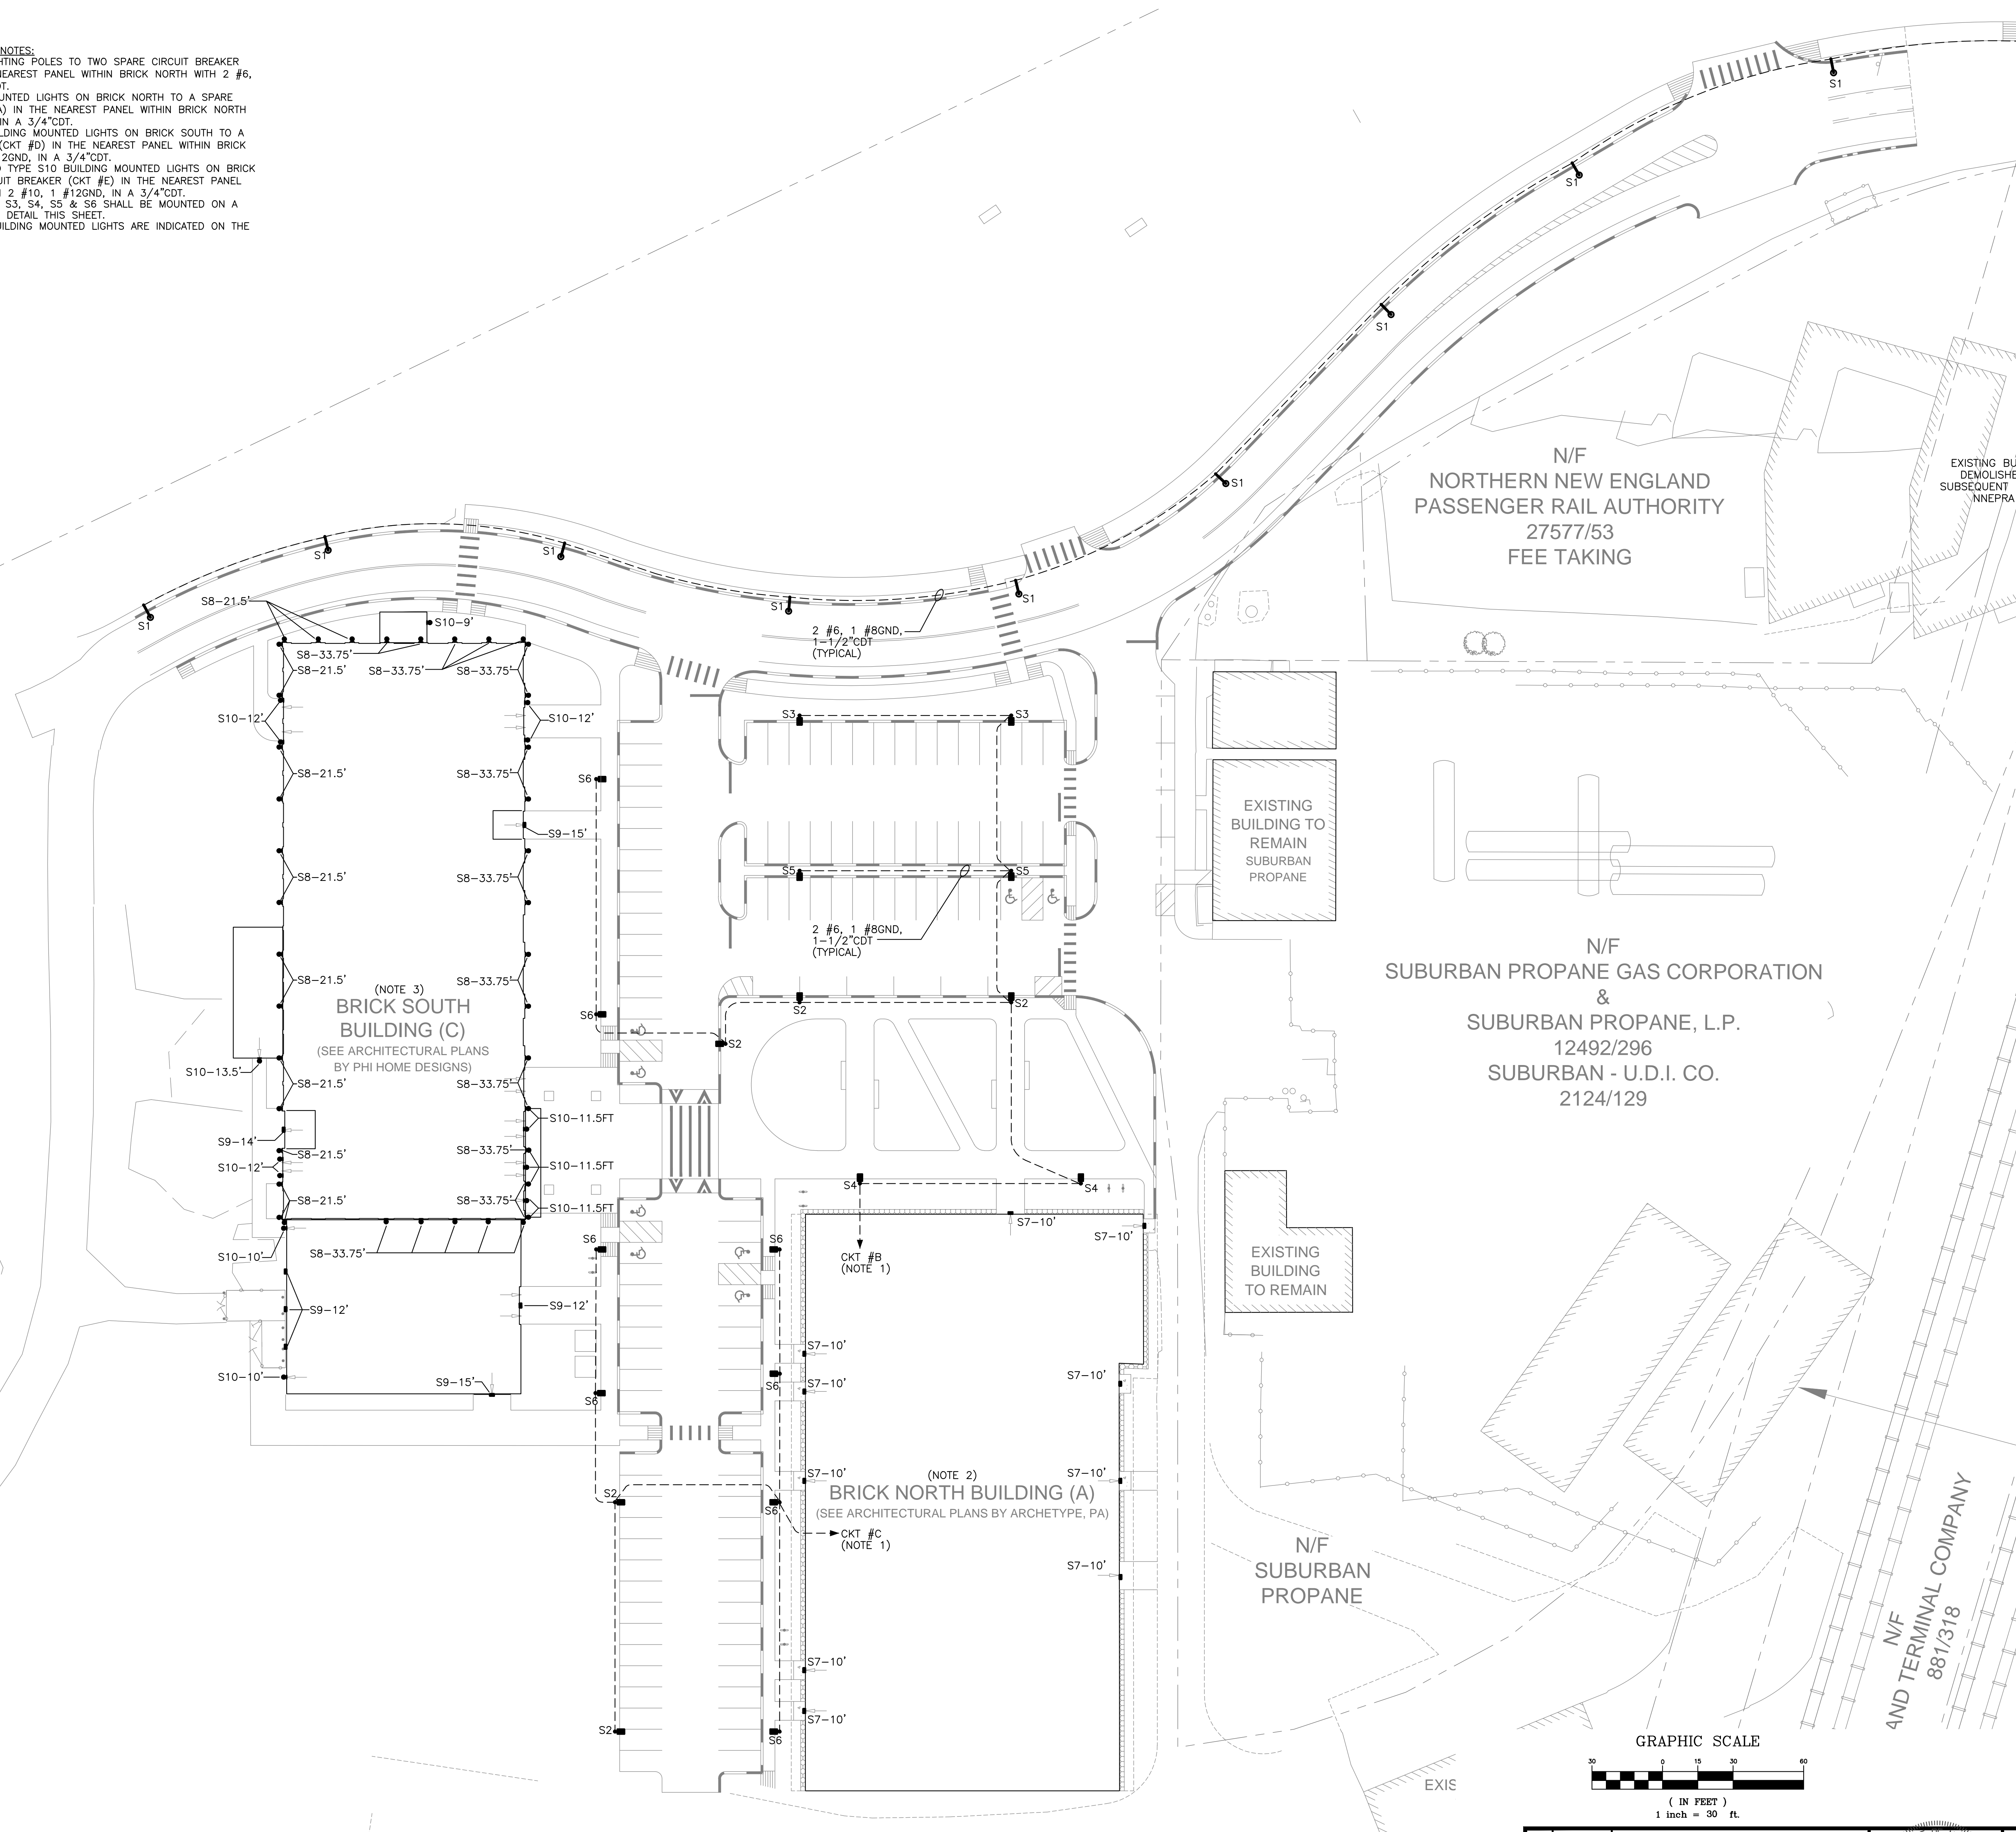 NOTES:
HTING POLES TO TWO SPARE CIRCUIT BREAKER
NEAREST PANEL WITHIN BRICK NORTH WITH 2 #6,
DT.
UNTED LIGHTS ON BRICK NORTH TO A SPARE
A) IN THE NEAREST PANEL WITHIN BRICK NORTH
IN A 3/4"CDT.
LDING MOUNTED LIGHTS ON BRICK SOUTH TO A
(CKT #D) IN THE NEAREST PANEL WITHIN BRICK
2GND, IN A 3/4"CDT.
TYPE S10 BUILDING MOUNTED LIGHTS ON BRICK
UIT BREAKER (CKT #E) IN THE NEAREST PANEL
2 #10, 1 #12GND, IN A 3/4"CDT.
S3, S4, S5 & S6 SHALL BE MOUNTED ON A
DETAIL THIS SHEET.
UILDING MOUNTED LIGHTS ARE INDICATED ON THE
S1
S1
S1
S1
S1
S1
S1
S1
S1
N/F
NORTHERN NEW ENGLAND
PASSENGER RAIL AUTHORITY
27577/53
FEE TAKING
EXISTING BU
DEMOLISHE
SUBSEQUENT
NNEPRA
2 #6, 1 #8GND,
1-1/2"CDT
(TYPICAL)
S8-21.5'
S10-9'
S8-33.75'
S8-21.5'
S8-33.75'
S8-33.75'
S10-12'
S10-12'
S8-21.5'
S8-33.75'
S9-15'
S8-21.5'
S8-33.75'
S8-21.5'
S8-33.75'
(NOTE 3)
BRICK SOUTH
BUILDING (C)
(SEE ARCHITECTURAL PLANS
BY PHI HOME DESIGNS)
S10-13.5'
S8-21.5'
S8-33.75'
S10-11.5FT
S9-14'
S8-21.5'
S8-33.75'
S10-12'
S10-11.5FT
S8-21.5'
S8-33.75'
S10-11.5FT
S10-10'
S8-33.75'
S9-12'
S9-12'
S10-10'
S9-15'
S3
S3
S6
S5
S5
2 #6, 1 #8GND,
1-1/2"CDT
(TYPICAL)
S6
S2
S2
S2
S4
S4
S6
S6
CKT #B
(NOTE 1)
S7-10'
S7-10'
S7-10'
S6
S7-10'
S7-10'
S6
S7-10'
S7-10'
S2
S6
(NOTE 2)
BRICK NORTH BUILDING (A)
(SEE ARCHITECTURAL PLANS BY ARCHETYPE, PA)
CKT #C
(NOTE 1)
S7-10'
S7-10'
S7-10'
S2
S6
EXISTING
BUILDING TO
REMAIN
SUBURBAN
PROPANE
N/F
SUBURBAN PROPANE GAS CORPORATION
&
SUBURBAN PROPANE, L.P.
12492/296
SUBURBAN - U.D.I. CO.
2124/129
EXISTING
BUILDING
TO REMAIN
N/F
SUBURBAN
PROPANE
N/F
AND TERMINAL COMPANY
881/318
EXIS
GRAPHIC SCALE
30 0 15 30 60
( IN FEET )
1 inch = 30 ft.